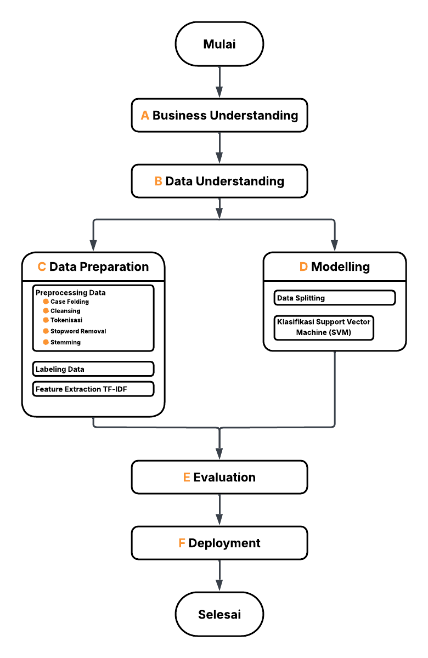 Mulai
A Business Understanding
B Data Understanding
C Data Preparation
Preprocessing Data
Case Folding
Cleansing
Tokenisasi
Stopword Removal
Stemming
Labeling Data
Feature Extraction TF-IDF
D Modelling
Data Splitting
Klasifikasi Support Vector
Machine (SVM)
E Evaluation
F Deployment
Selesai